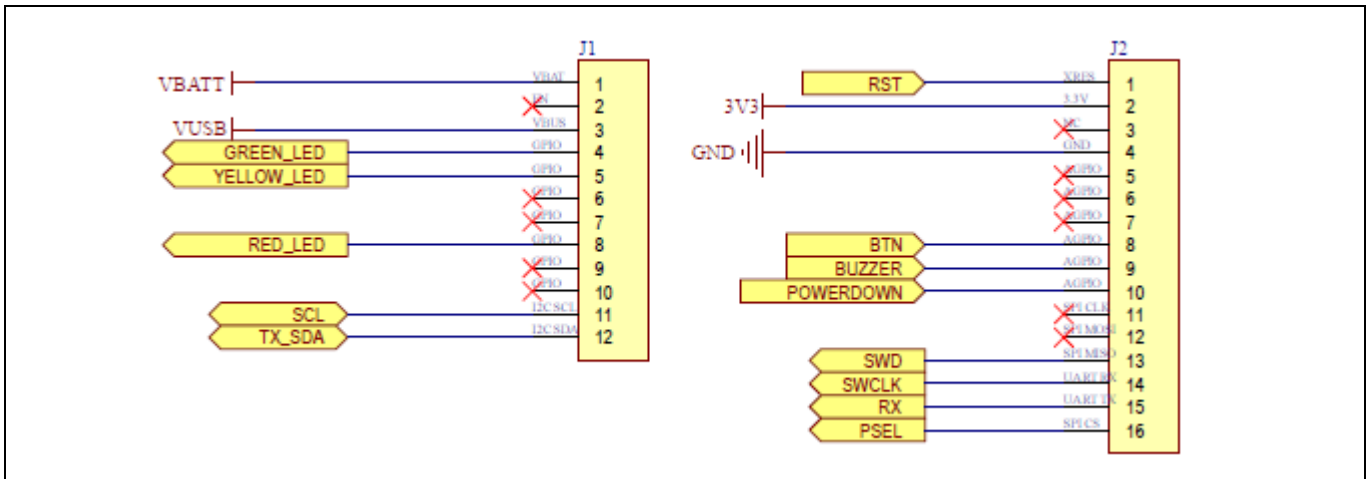 J1
VBATT VBAT 1
EN 2
VUSB VBUS 3
GREEN_LED GPIO 4
YELLOW_LED GPIO 5
GPIO 6
GPIO 7
RED_LED GPIO 8
GPIO 9
GPIO 10
SCL I2C SCL 11
TX_SDA I2C SDA 12
J2
RST XRES 1
3V3 3.3V 2
NC 3
GND GND 4
AGPIO 5
AGPIO 6
AGPIO 7
BTN AGPIO 8
BUZZER AGPIO 9
POWERDOWN AGPIO 10
SPI CLK 11
SPI MOSI 12
SWD SPI MISO 13
SWCLK UART RX 14
RX UART TX 15
PSEL SPI CS 16